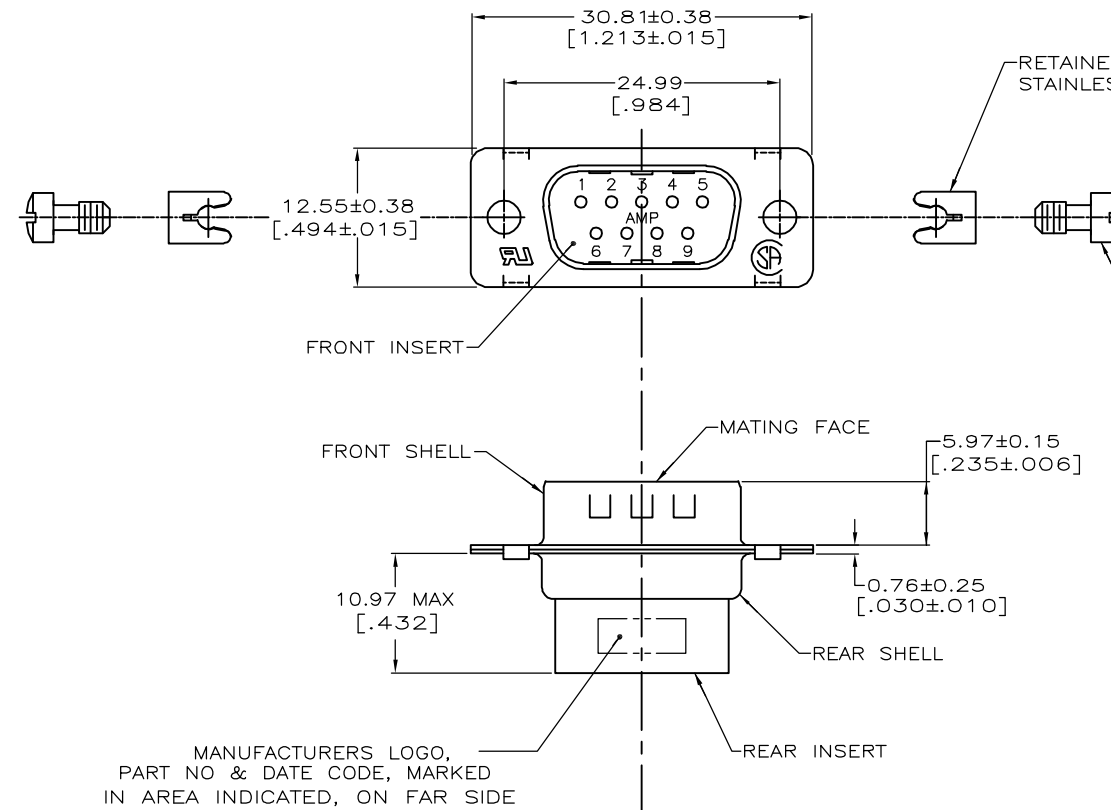 30.81±0.38
[1.213±.015]
24.99
[.984]
RETAINE
STAINLES
12.55±0.38
[.494±.015]
1 2 3 4 5
AMP
6 7 8 9
FRONT INSERT
MATING FACE
FRONT SHELL
5.97±0.15
[.235±.006]
10.97 MAX
[.432]
0.76±0.25
[.030±.010]
REAR SHELL
REAR INSERT
MANUFACTURERS LOGO,
PART NO & DATE CODE, MARKED
IN AREA INDICATED, ON FAR SIDE